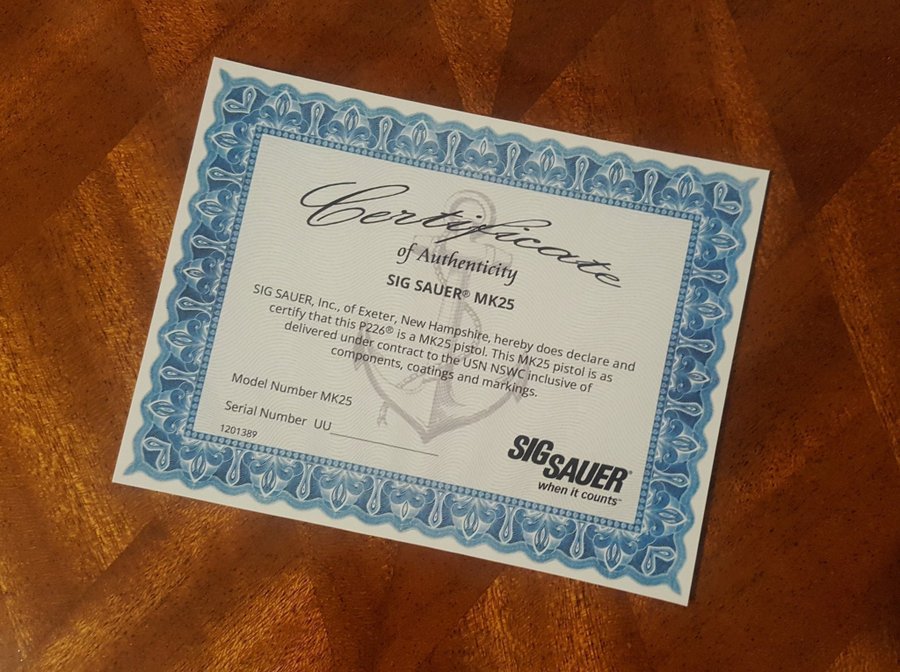 Certificate
of Authenticity
SIG SAUER® MK25
SIG SAUER, Inc., of Exeter, New Hampshire, hereby does declare and
certify that this P226® is a MK25 pistol. This MK25 pistol is as
delivered under contract to the USN NSWC inclusive of
components, coatings and markings.
Model Number MK25
Serial Number UU
1201389
SIG SAUER®
when it counts™